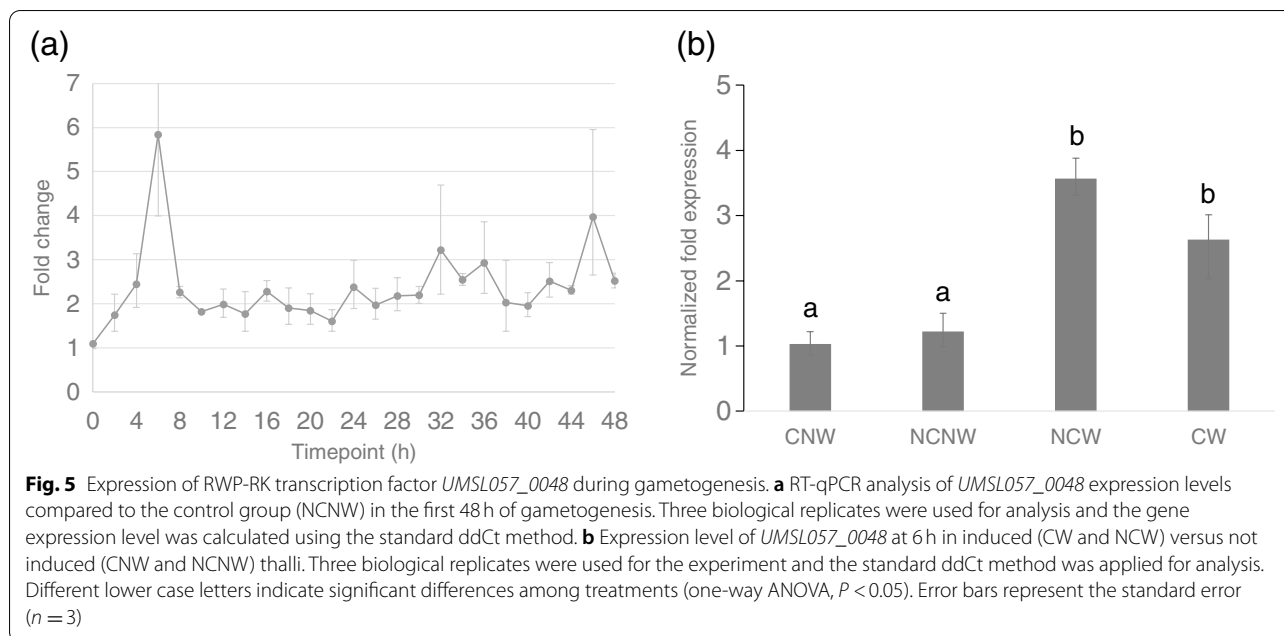 (a)
7
6
5
4
3
2
1
0
Fold change
0 4 8 12 16 20 24 28 32 36 40 44 48
Timepoint (h)
(b)
5
4
3
2
1
0
Normalized fold expression
a
a
b
b
CNW NCNW NCW CW
Fig. 5 Expression of RWP-RK transcription factor UMSL057_0048 during gametogenesis. a RT-qPCR analysis of UMSL057_0048 expression levels
compared to the control group (NCNW) in the first 48 h of gametogenesis. Three biological replicates were used for analysis and the gene
expression level was calculated using the standard ddCt method. b Expression level of UMSL057_0048 at 6 h in induced (CW and NCW) versus not
induced (CNW and NCNW) thalli. Three biological replicates were used for the experiment and the standard ddCt method was applied for analysis.
Different lower case letters indicate significant differences among treatments (one-way ANOVA, P < 0.05). Error bars represent the standard error
(n = 3)